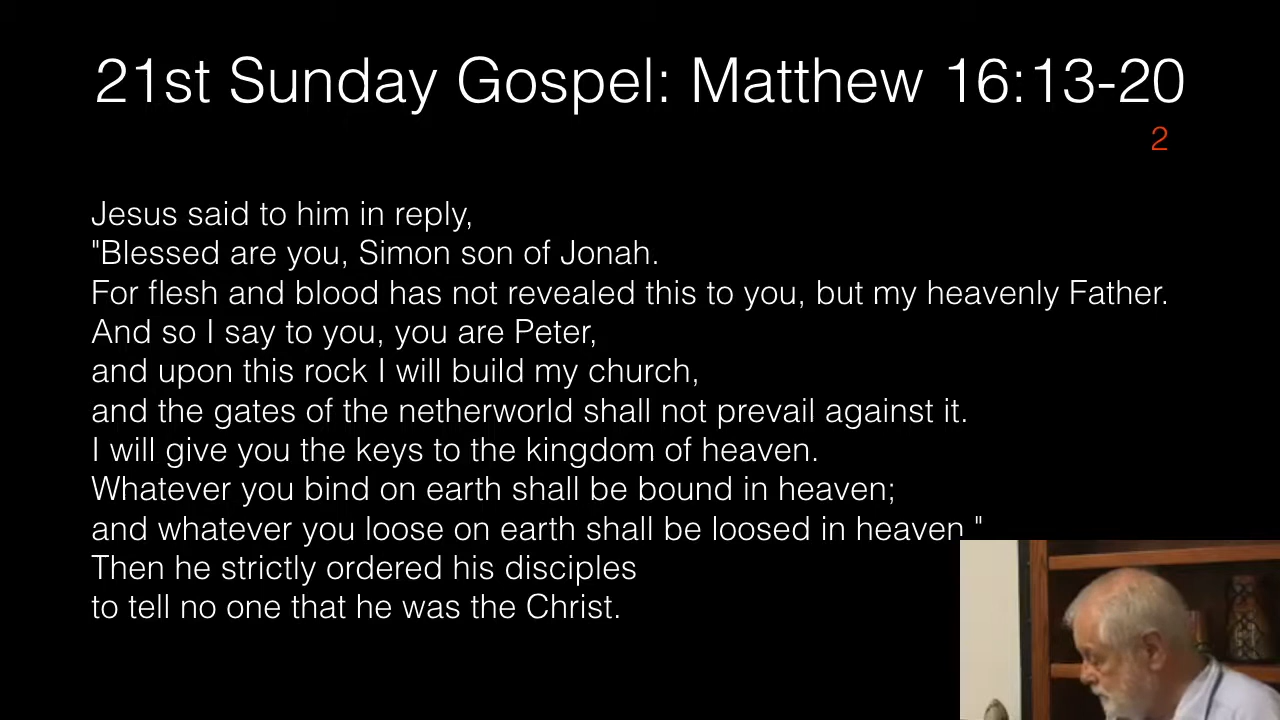 21st Sunday Gospel: Matthew 16:13-20
2
Jesus said to him in reply,
"Blessed are you, Simon son of Jonah.
For flesh and blood has not revealed this to you, but my heavenly Father.
And so I say to you, you are Peter,
and upon this rock I will build my church,
and the gates of the netherworld shall not prevail against it.
I will give you the keys to the kingdom of heaven.
Whatever you bind on earth shall be bound in heaven;
and whatever you loose on earth shall be loosed in heaven."
Then he strictly ordered his disciples
to tell no one that he was the Christ.